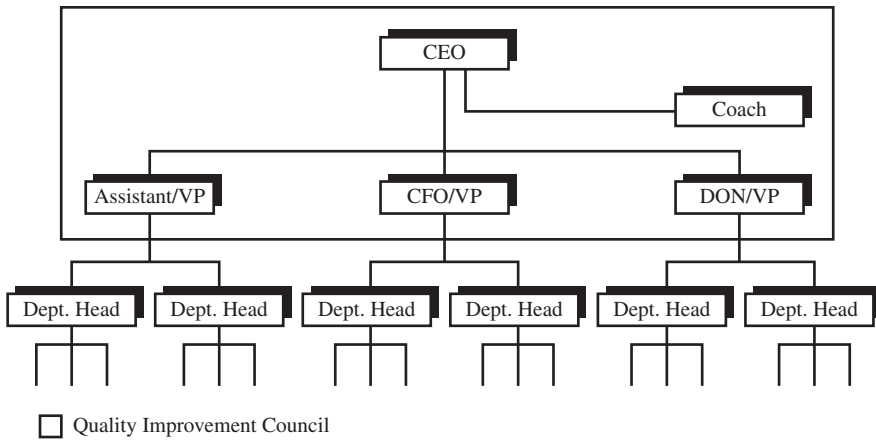 CEO
Coach
Assistant/VP
CFO/VP
DON/VP
Dept. Head
Dept. Head
Dept. Head
Dept. Head
Dept. Head
Dept. Head
Quality Improvement Council